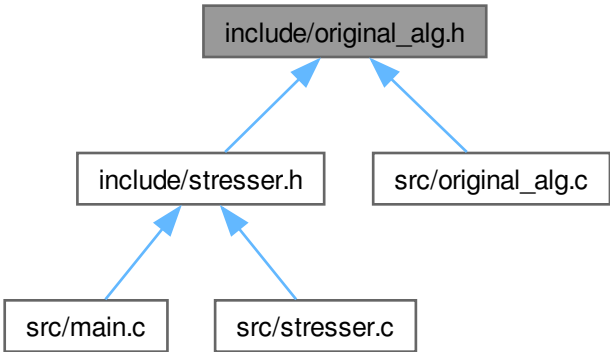 include/original_alg.h
include/stresser.h
src/original_alg.c
src/main.c
src/stresser.c